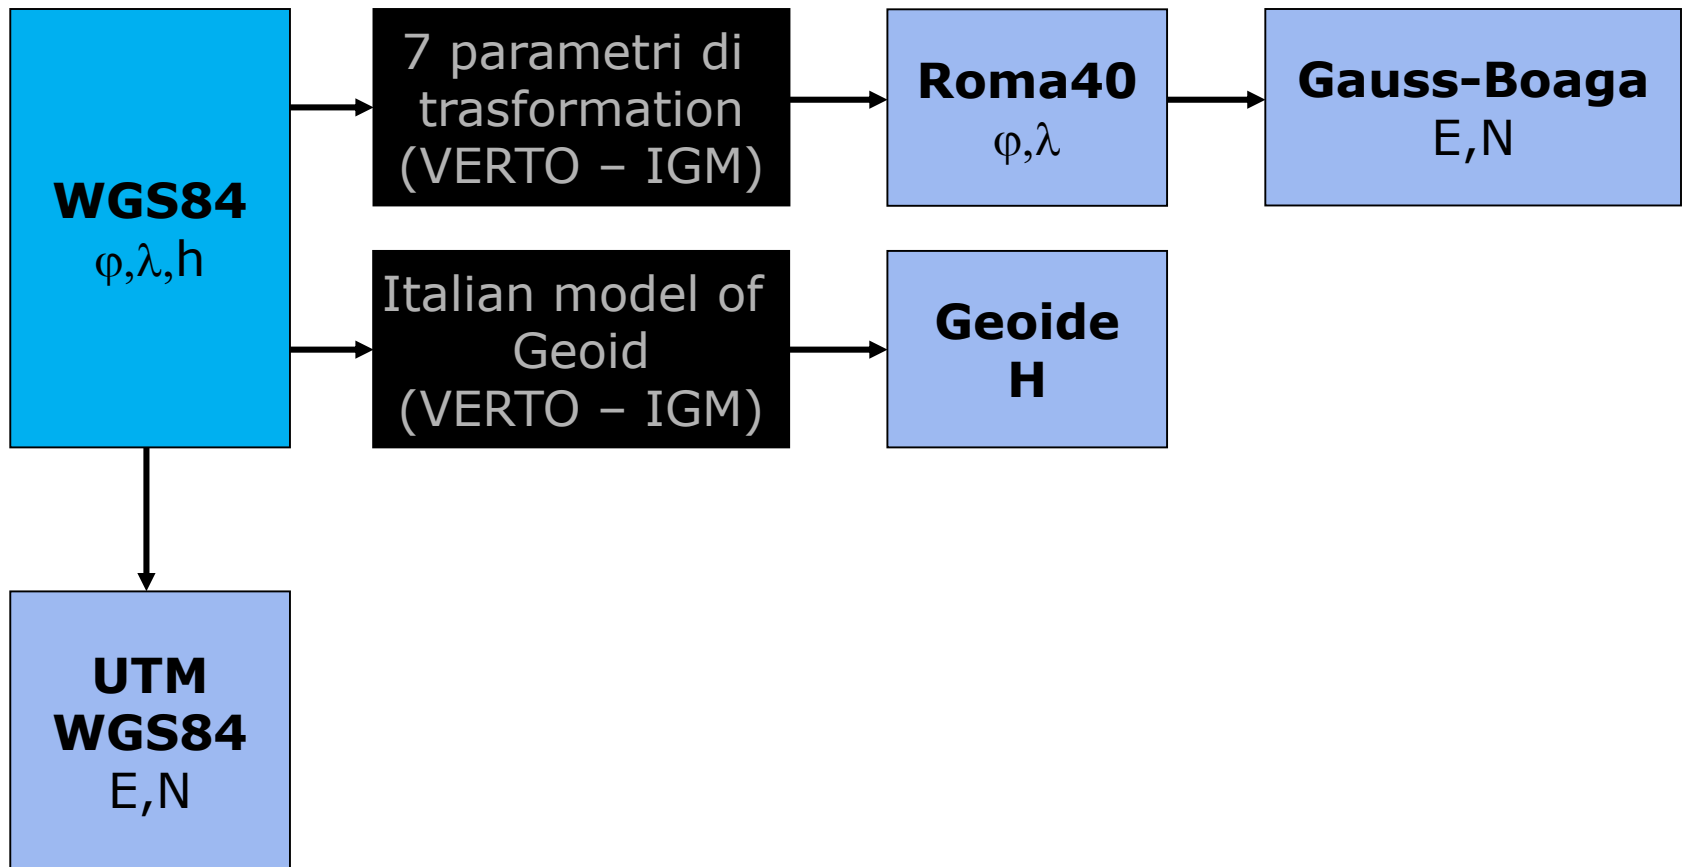 WGS84
φ,λ,h
7 parametri di
trasformation
(VERTO – IGM)
Roma40
φ,λ
Gauss-Boaga
E,N
Italian model of
Geoid
(VERTO – IGM)
Geoide
H
UTM
WGS84
E,N